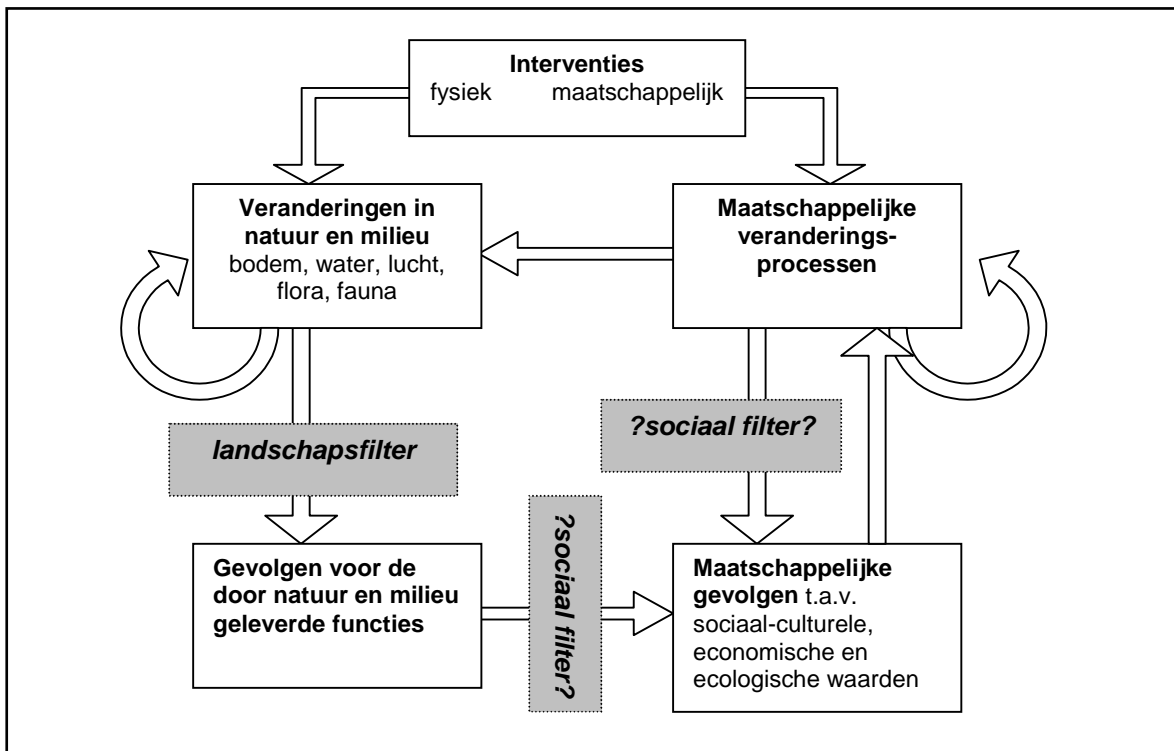 Interventies
fysiek maatschappelijk
Veranderingen in
natuur en milieu
bodem, water, lucht,
flora, fauna
Maatschappelijke
veranderings-
processen
landschapsfilter
?sociaal filter?
?sociaal filter?
Gevolgen voor de
door natuur en milieu
geleverde functies
Maatschappelijke
gevolgen t.a.v.
sociaal-culturele,
economische en
ecologische waarden